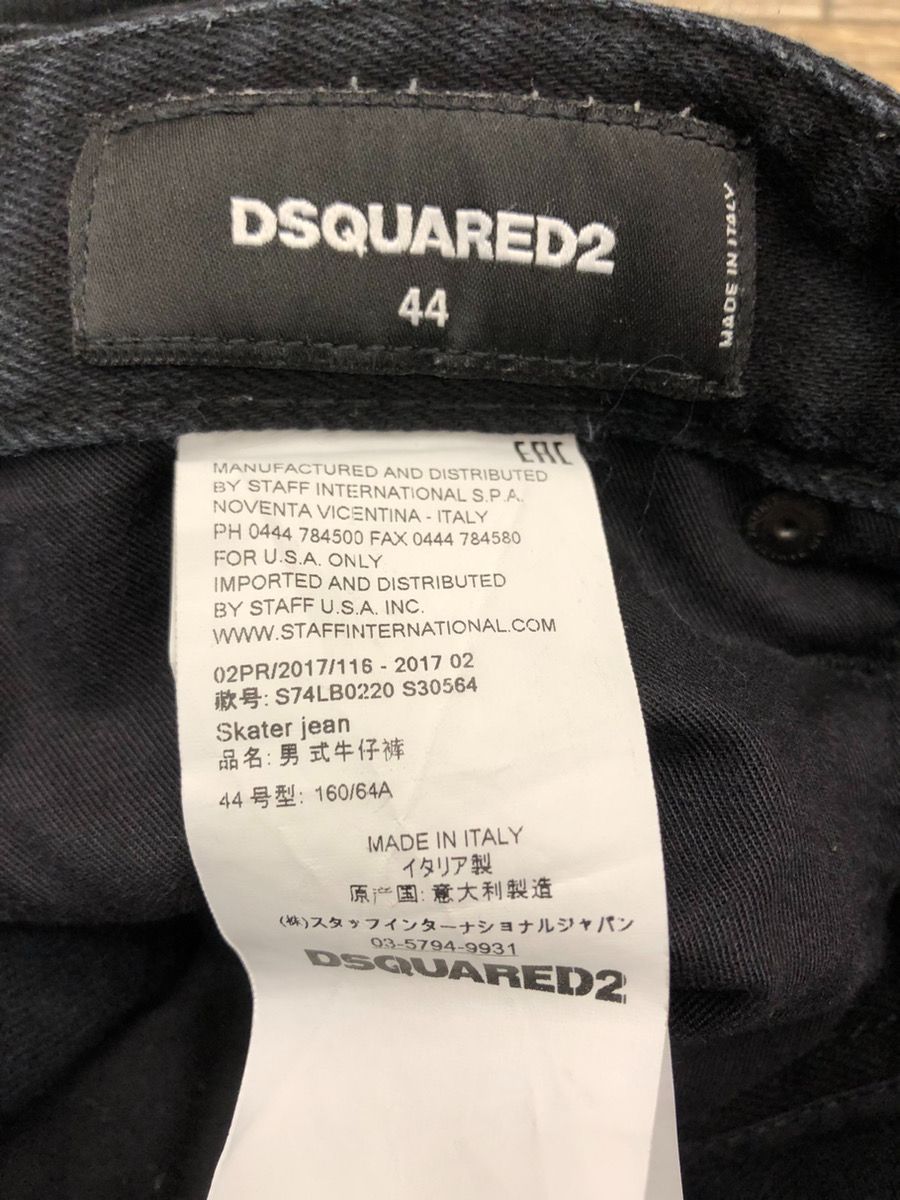 DSQUARED2
44
MADE IN ITALY
EAC
MANUFACTURED AND DISTRIBUTED
BY STAFF INTERNATIONAL S.P.A.
NOVENTA VICENTINA - ITALY
PH 0444 784500 FAX 0444 784580
FOR U.S.A. ONLY
IMPORTED AND DISTRIBUTED
BY STAFF U.S.A. INC.
WWW.STAFFINTERNATIONAL.COM
02PR/2017/116 - 2017 02
款号: S74LB0220 S30564
Skater jean
品名: 男式牛仔裤
44 号型: 160/64A
MADE IN ITALY
イタリア製
原产国: 意大利製造
(株)スタッフインターナショナルジャパン
03-5794-9931
DSQUARED2